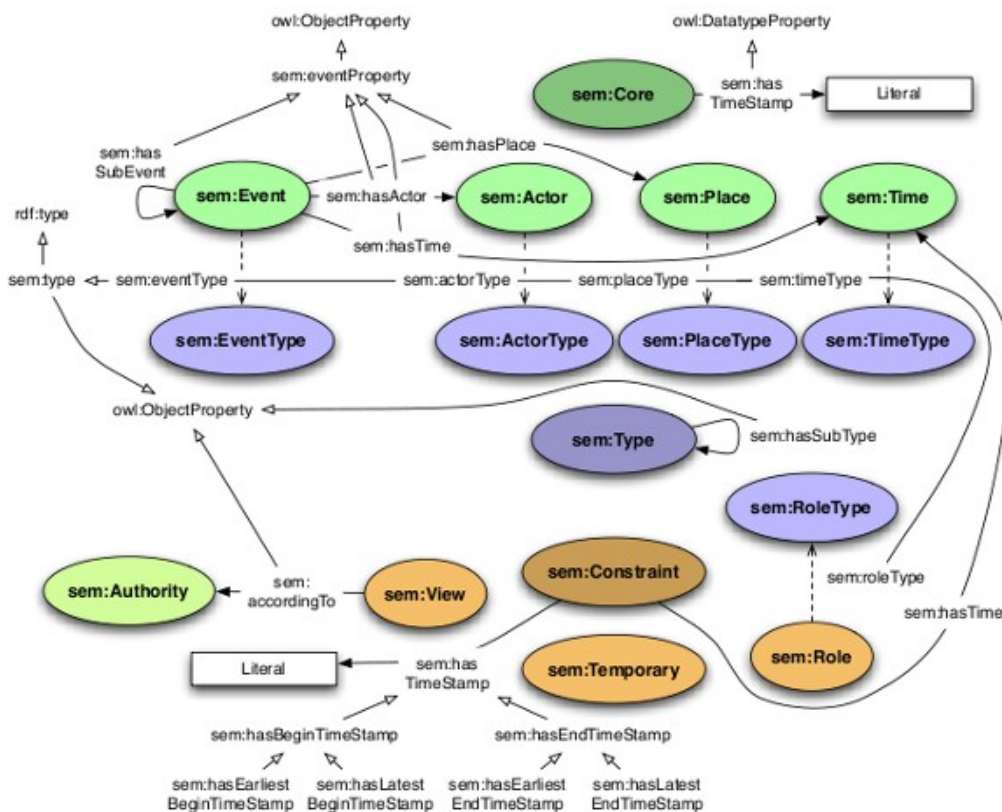 owl:ObjectProperty
owl:DatatypeProperty
sem:eventProperty
sem:Core
sem:has
TimeStamp
Literal
sem:has
SubEvent
sem:hasPlace
sem:Event
sem:hasActor
sem:Actor
sem:Place
sem:Time
rdf:type
sem:hasTime
sem:type
sem:eventType
sem:actorType
sem:placeType
sem:timeType
sem:EventType
sem:ActorType
sem:PlaceType
sem:TimeType
owl:ObjectProperty
sem:Type
sem:hasSubType
sem:RoleType
sem:Authority
sem:
accordingTo
sem:View
sem:Constraint
sem:roleType
sem:hasTime
Literal
sem:has
TimeStamp
sem:Temporary
sem:Role
sem:hasBeginTimeStamp
sem:hasEndTimeStamp
sem:hasEarliest
BeginTimeStamp
sem:hasLatest
BeginTimeStamp
sem:hasEarliest
EndTimeStamp
sem:hasLatest
EndTimeStamp